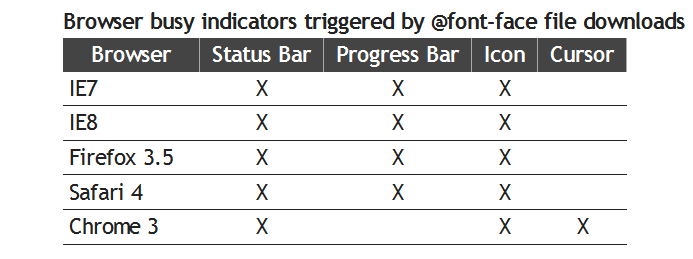 Browser busy indicators triggered by @font-face file downloads
Browser Status Bar Progress Bar Icon Cursor
IE7 X X X
IE8 X X X
Firefox 3.5 X X X
Safari 4 X X X
Chrome 3 X X X